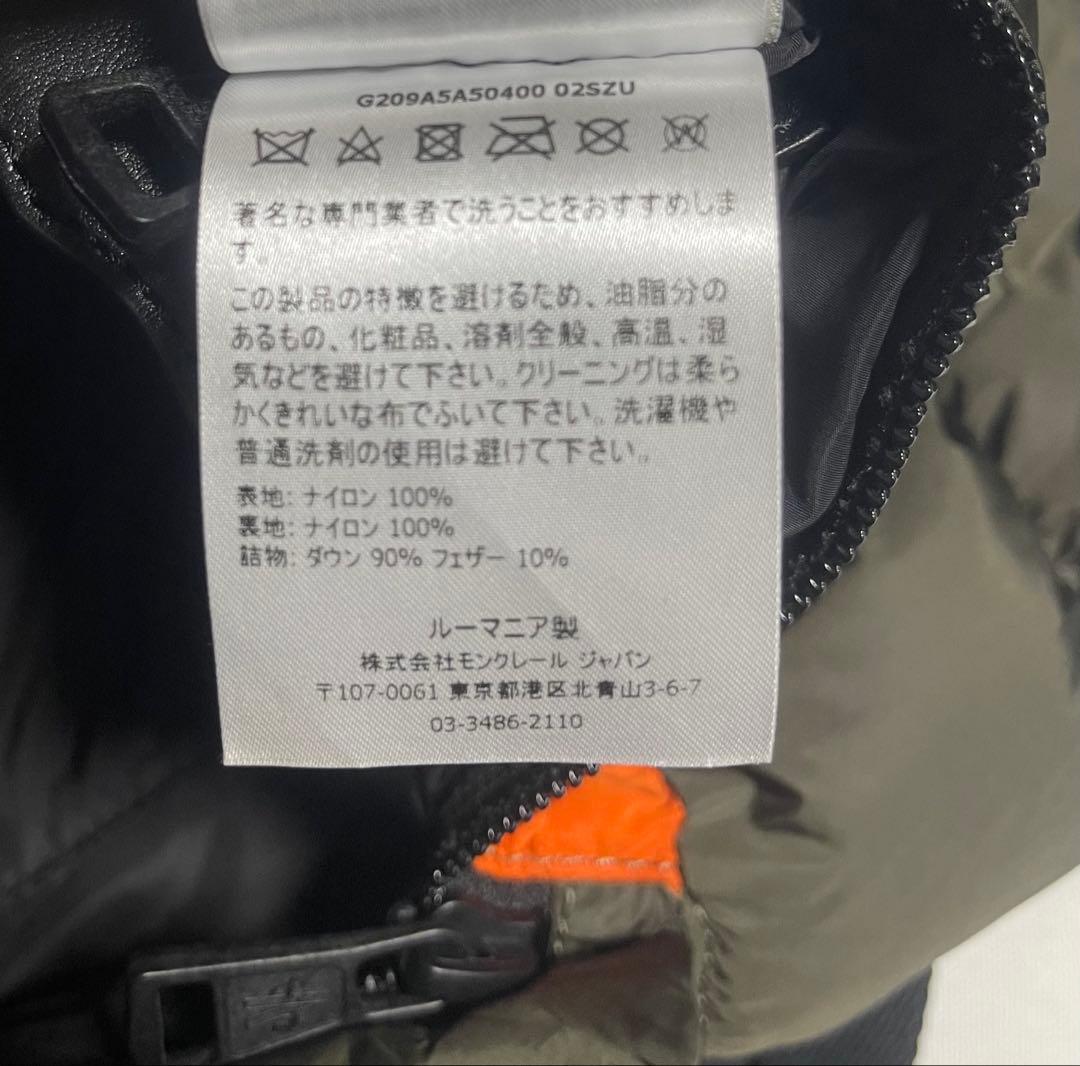 G209A5A50400 02SZU
著名な専門業者で洗うことをおすすめしま
す。
この製品の特徴を避けるため、油脂分の
あるもの、化粧品、溶剤全般、高温、湿
気などを避けて下さい。クリーニングは柔ら
かくきれいな布でふいて下さい。洗濯機や
普通洗剤の使用は避けて下さい。
表地: ナイロン 100%
裏地: ナイロン 100%
詰物: ダウン 90% フェザー 10%
ルーマニア製
株式会社モンクレール ジャパン
〒107-0061 東京都港区北青山3-6-7
03-3486-2110